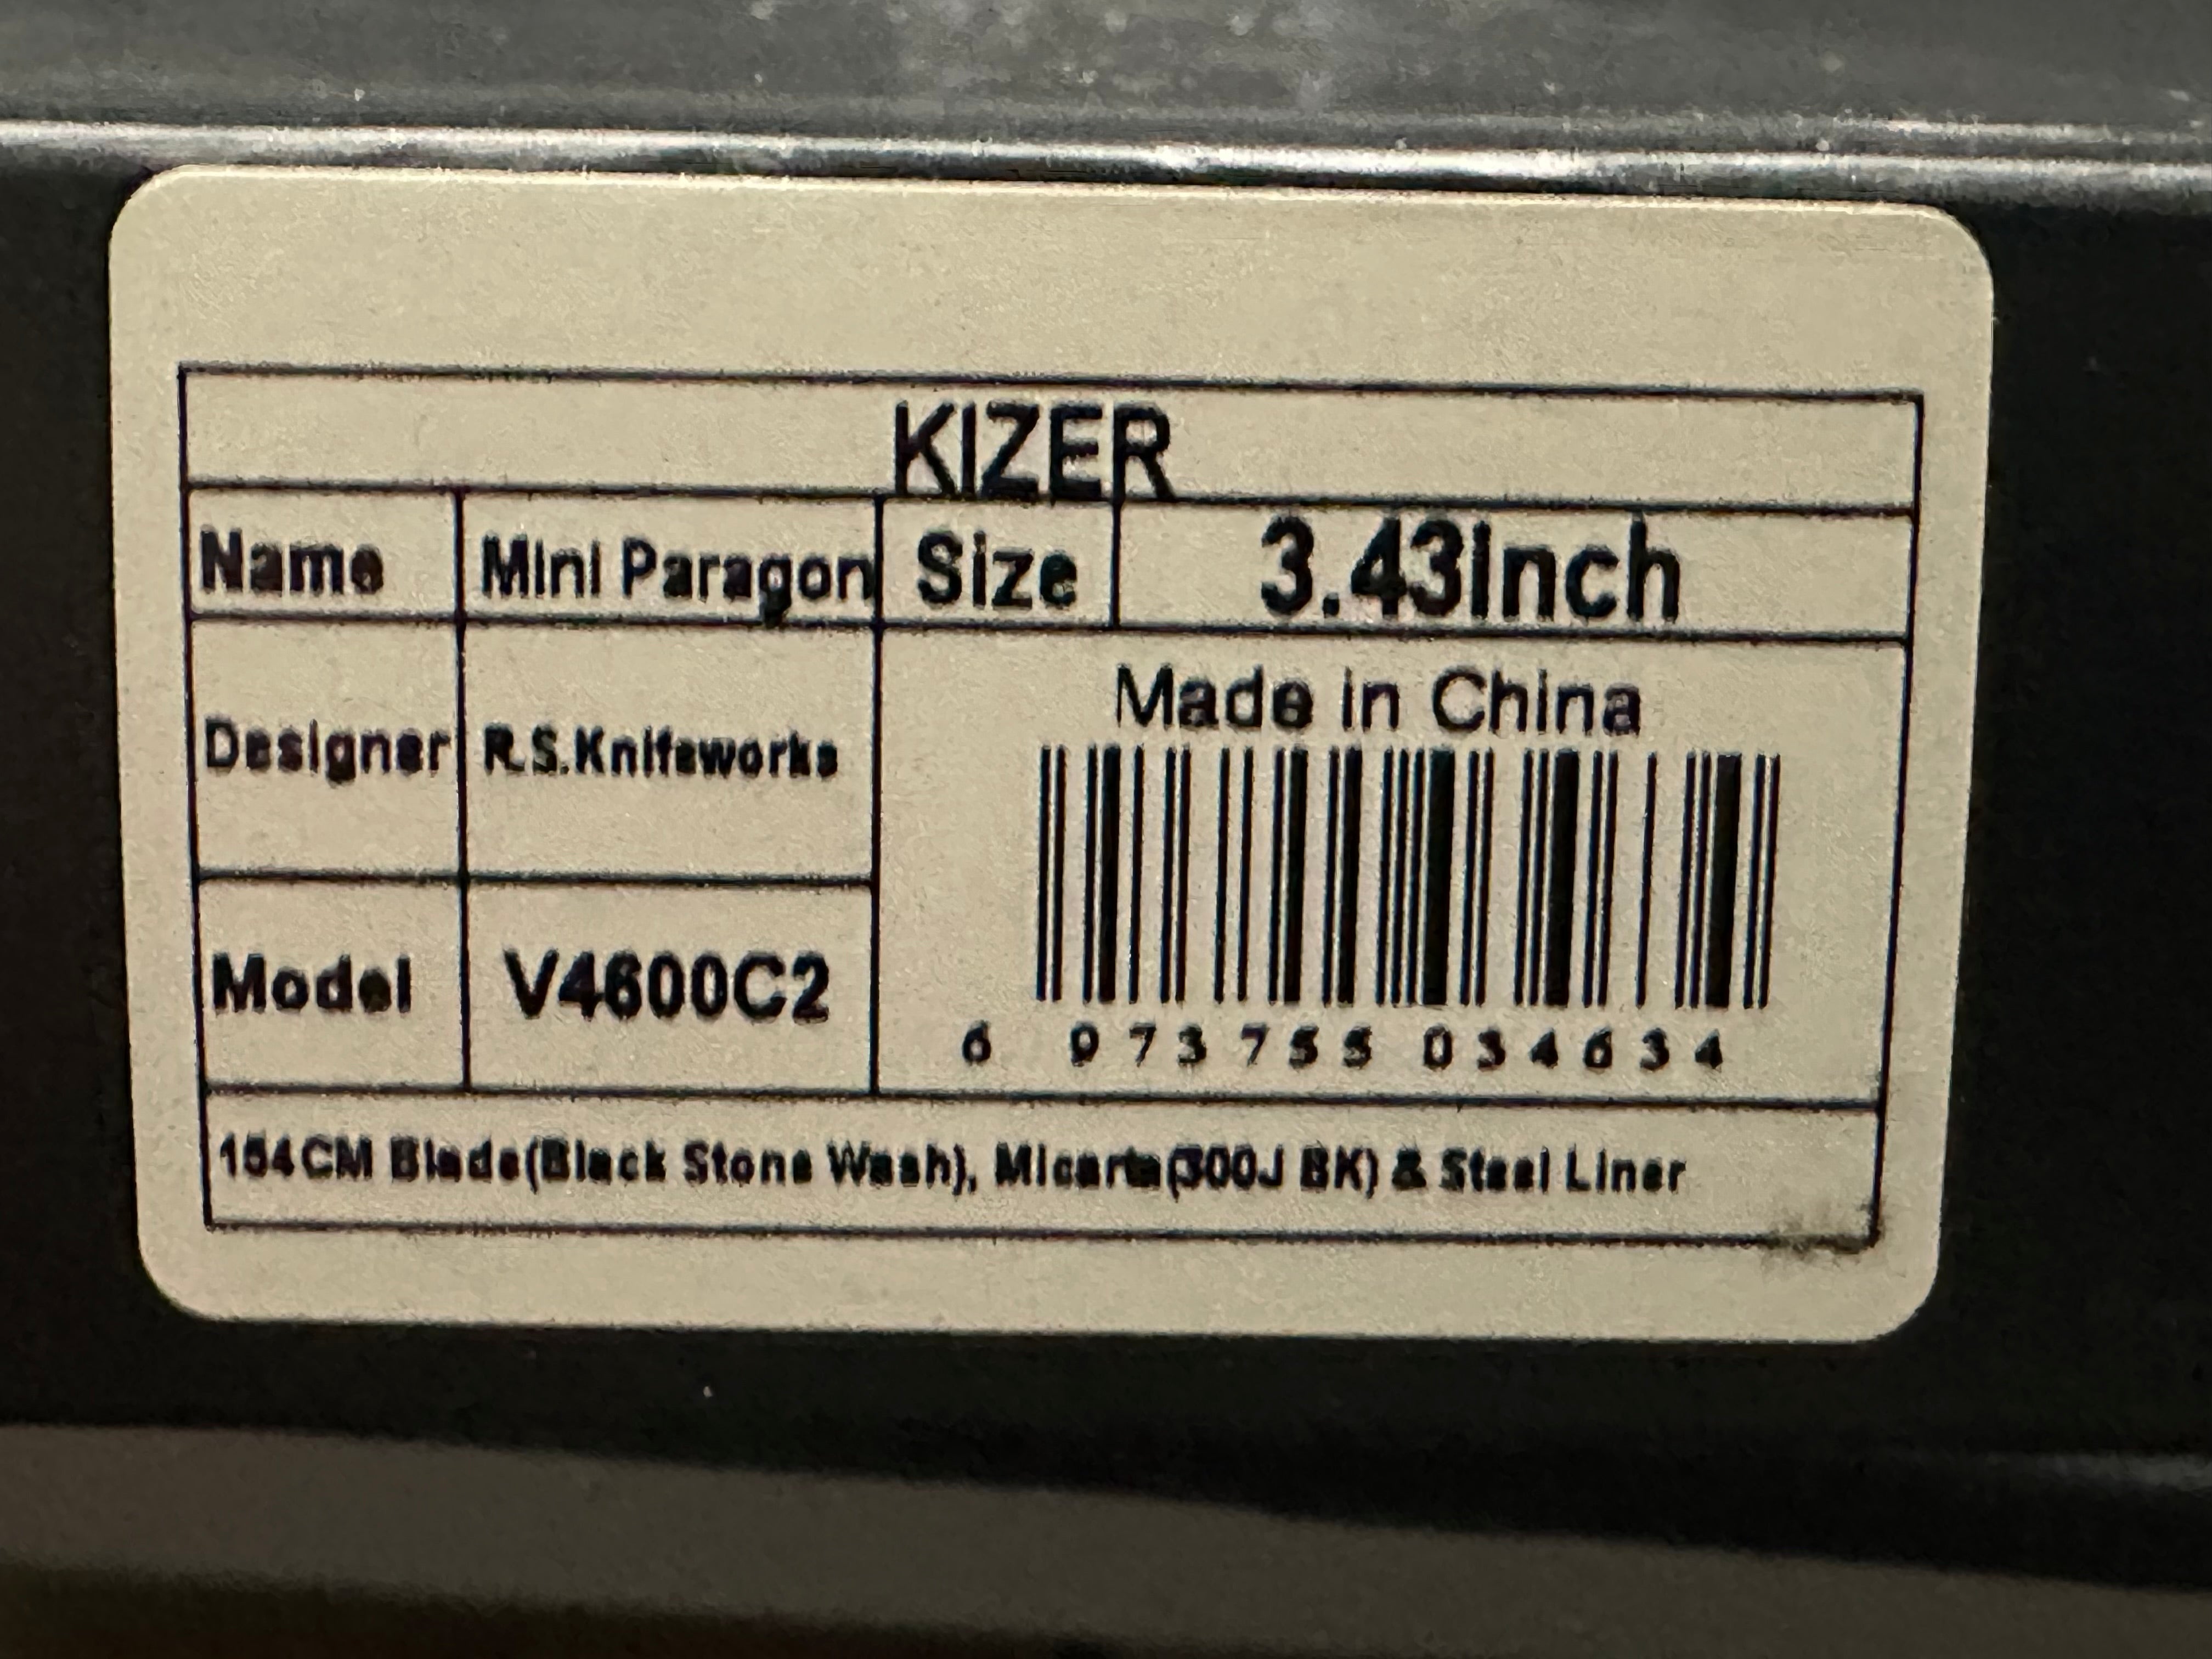 KIZER
Name Mini Paragon Size 3.43inch
Designer R.S.Knifeworks Made in China
Model V4600C2
6 973755 034634
154CM Blade(Black Stone Wash), Micarta(300J BK) & Steel Liner